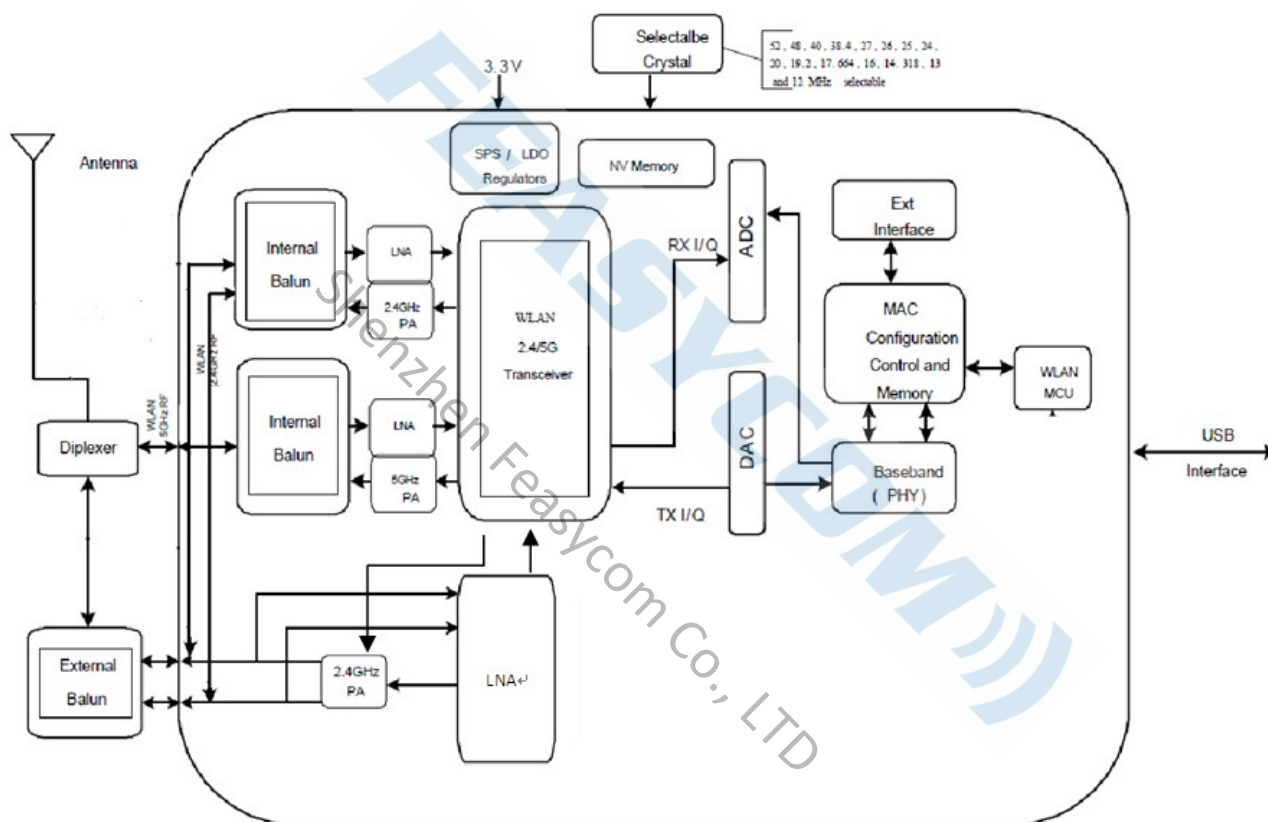 Selectalbe
Crystal
52, 48, 40, 38.4, 27, 26, 25, 24,
20, 19.2, 17.664, 16, 14.318, 13
and 12 MHz selectable
3.3V
Antenna
SPS / LDO
Regulators
NV Memory
ADC
Ext
Interface
Internal
Balun
LNA
2.4GHz
PA
WLAN
2.4/5G
Transceiver
RX I/Q
MAC
Configuration
Control and
Memory
WLAN
MCU
WLAN
2.4GHz RF
WLAN
5GHz RF
Diplexer
Internal
Balun
LNA
5GHz
PA
DAC
TX I/Q
Baseband
( PHY)
USB
Interface
External
Balun
2.4GHz
PA
LNA↵
FEASYCOM
Shenzhen Feasycom Co., LTD